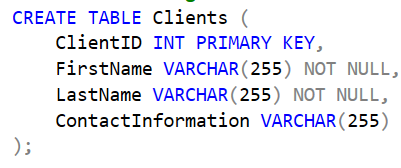 CREATE TABLE Clients (
    ClientID INT PRIMARY KEY,
    FirstName VARCHAR(255) NOT NULL,
    LastName VARCHAR(255) NOT NULL,
    ContactInformation VARCHAR(255)
);